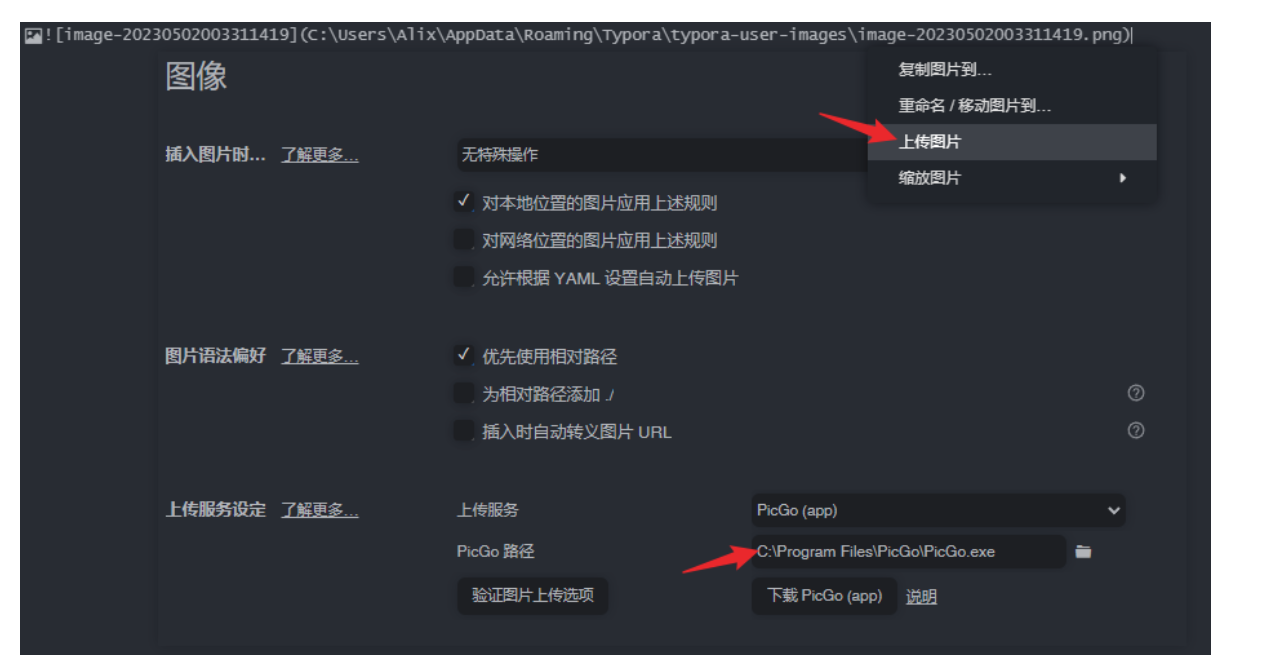 ![image-20230502003311419](C:\Users\Alix\AppData\Roaming\Typora\typora-user-images\image-20230502003311419.png)
图像
复制图片到...
重命名 / 移动图片到...
上传图片
缩放图片
插入图片时... 了解更多... 无特殊操作
对本地位置的图片应用上述规则
对网络位置的图片应用上述规则
允许根据 YAML 设置自动上传图片
图片语法偏好 了解更多... 优先使用相对路径
为相对路径添加 ./
插入时自动转义图片 URL
上传服务设定 了解更多... 上传服务 PicGo (app)
PicGo 路径 C:\Program Files\PicGo\PicGo.exe
验证图片上传选项 下载 PicGo (app) 说明